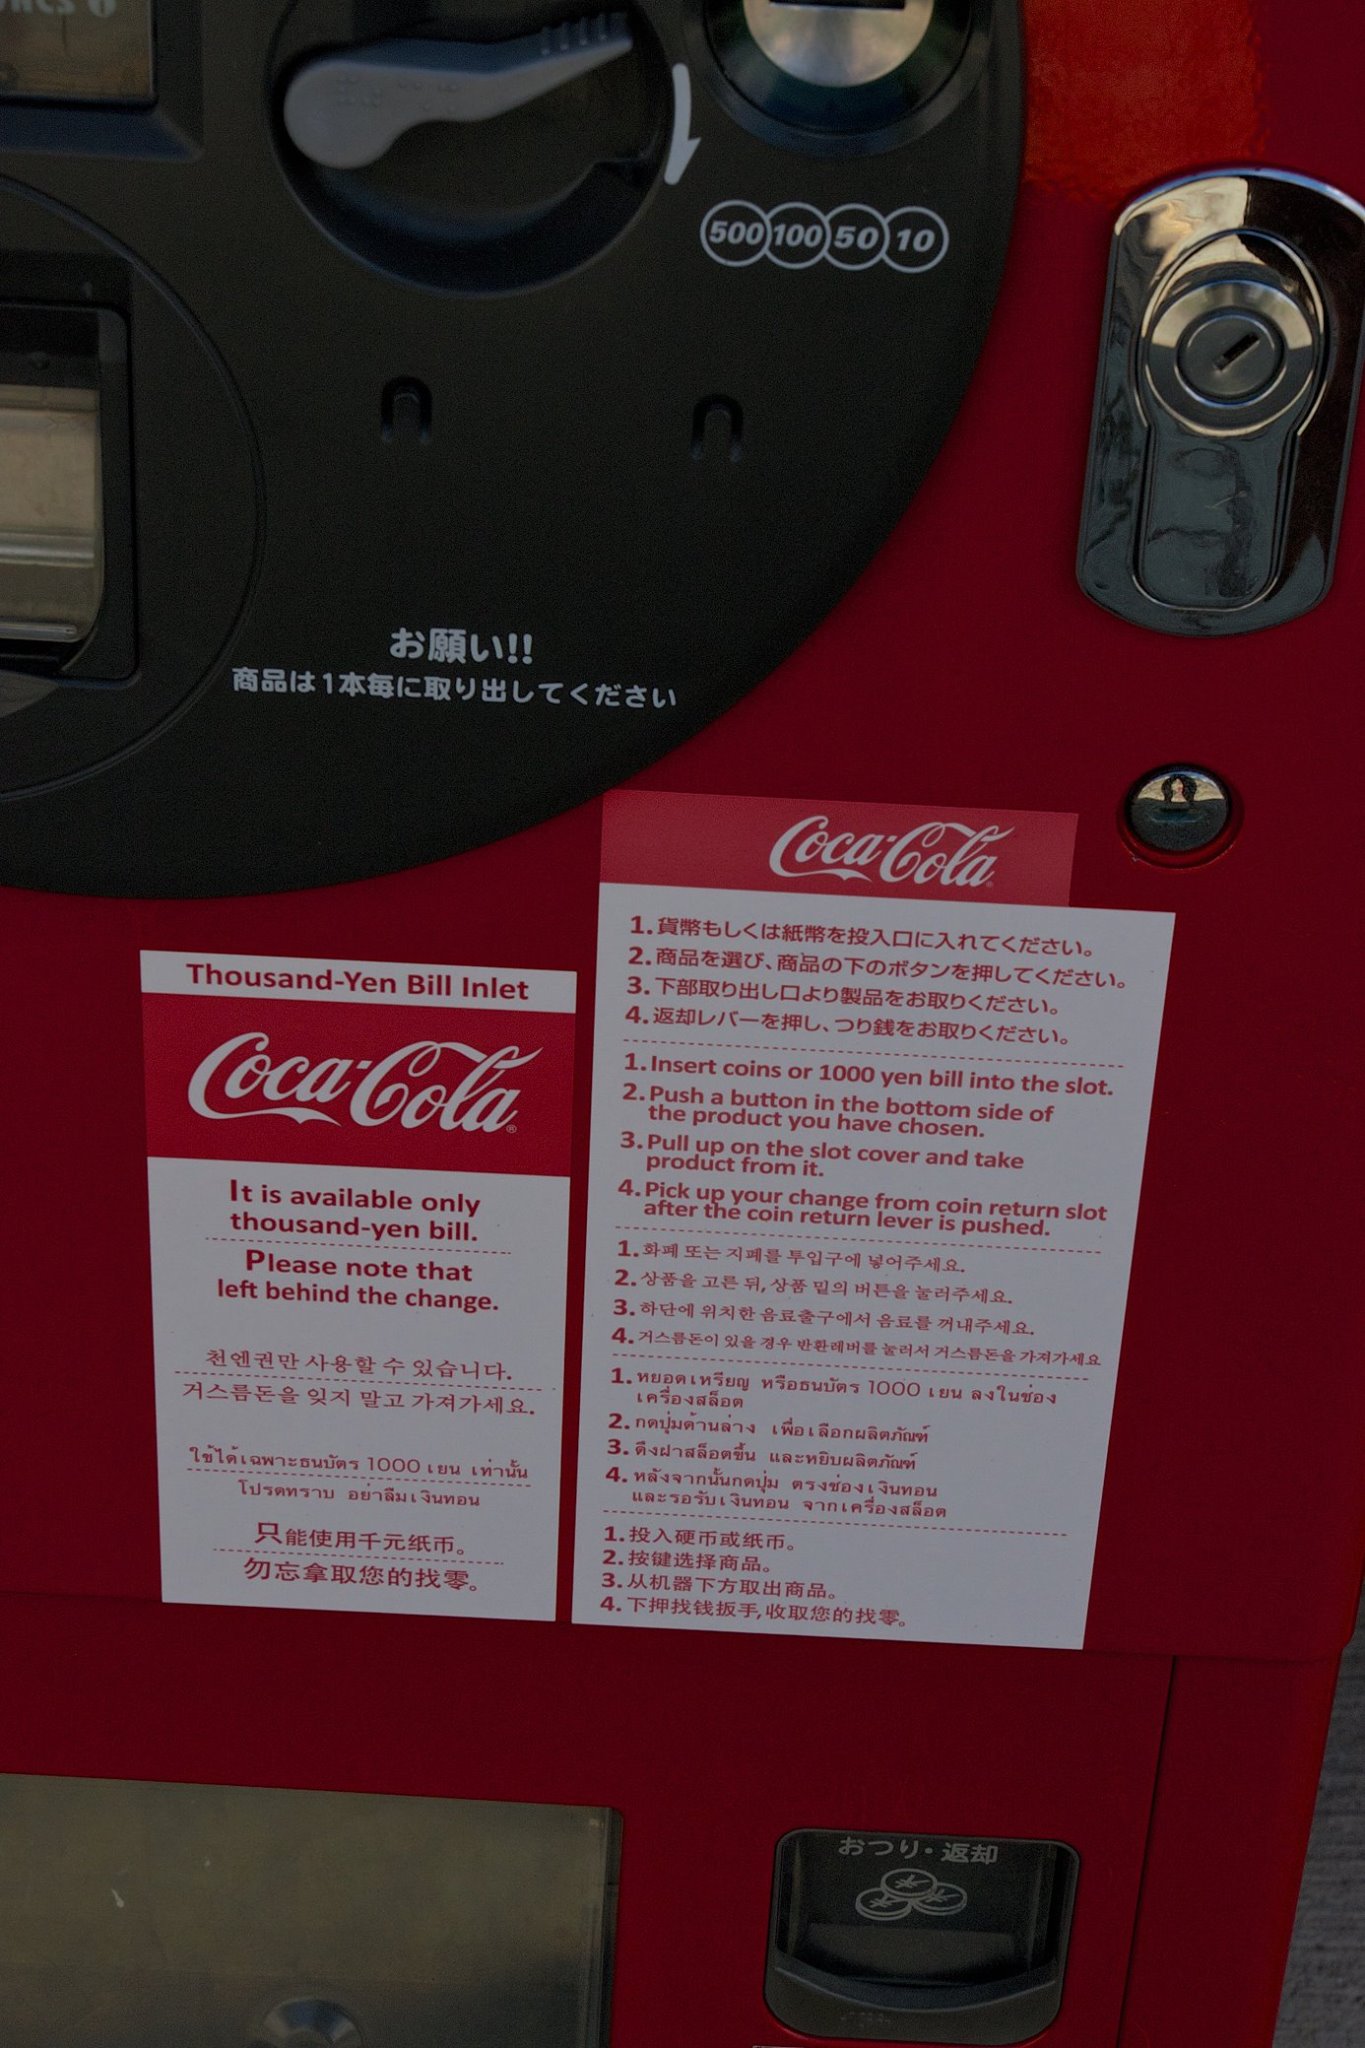 500 100 50 10
お願い!!
商品は1本毎に取り出してください
Coca-Cola
1. 貨幣もしくは紙幣を投入口に入れてください。
2. 商品を選び、商品の下のボタンを押してください。
3. 下部取り出し口より製品をお取りください。
4. 返却レバーを押し、つり銭をお取りください。
1. Insert coins or 1000 yen bill into the slot.
2. Push a button in the bottom side of
the product you have chosen.
3. Pull up on the slot cover and take
product from it.
4. Pick up your change from coin return slot
after the coin return lever is pushed.
1. 화폐 또는 지폐를 투입구에 넣어주세요.
2. 상품을 고른 뒤, 상품 밑의 버튼을 눌러주세요.
3. 하단에 위치한 음료출구에서 음료를 꺼내주세요.
4. 거스름돈이 있을 경우 반환레버를 눌러서 거스름돈을 가져가세요
1. หยอดเหรียญ หรือธนบัตร 1000 เยน ลงในช่อง
เครื่องสล็อต
2. กดปุ่มด้านล่าง เพื่อเลือกผลิตภัณฑ์
3. ดึงฝาสล็อตขึ้น และหยิบผลิตภัณฑ์
4. หลังจากนั้นกดปุ่ม ตรงช่องเงินทอน
และรอรับเงินทอน จากเครื่องสล็อต
1. 投入硬币或纸币。
2. 按键选择商品。
3. 从机器下方取出商品。
4. 下押找钱扳手,收取您的找零。
Thousand-Yen Bill Inlet
Coca-Cola
It is available only
thousand-yen bill.
Please note that
left behind the change.
천엔권만 사용할 수 있습니다.
거스름돈을 잊지 말고 가져가세요.
ใช้ได้เฉพาะธนบัตร 1000 เยน เท่านั้น
โปรดทราบ อย่าลืมเงินทอน
只能使用千元纸币。
勿忘拿取您的找零。
おつり・返却